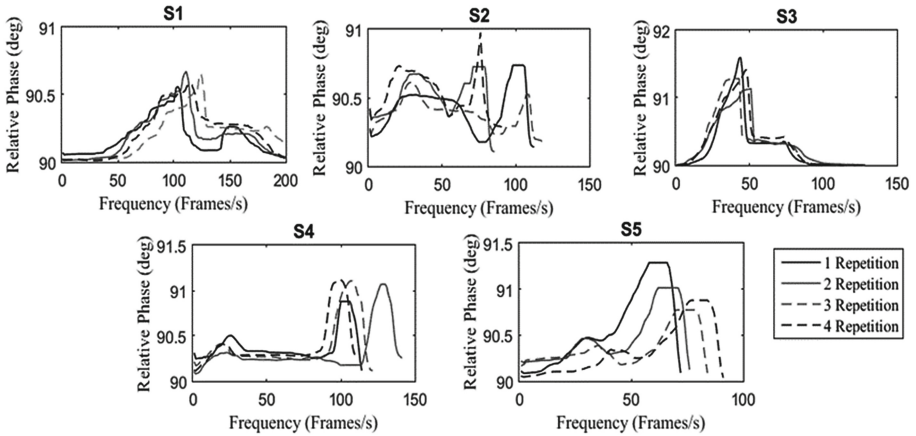 S1
Relative Phase (deg)
91
90.5
90
0 50 100 150 200
Frequency (Frames/s)
S2
Relative Phase (deg)
91
90.5
90
0 50 100 150
Frequency (Frames/s)
S3
Relative Phase (deg)
92
91
90
0 50 100 150
Frequency (Frames/s)
S4
Relative Phase (deg)
91.5
91
90.5
90
0 50 100 150
Frequency (Frames/s)
S5
Relative Phase (deg)
91.5
91
90.5
90
0 50 100
Frequency (Frames/s)
1 Repetition
2 Repetition
3 Repetition
4 Repetition